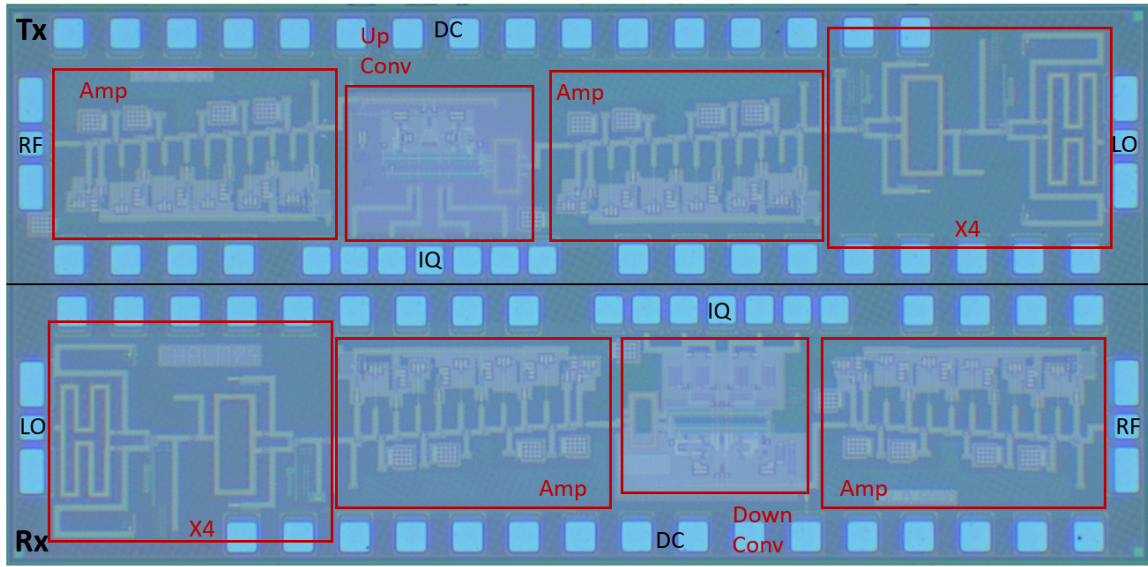 Tx
DC
Up
Conv
Amp
Amp
RF
LO
X4
IQ
IQ
LO
RF
Amp
Amp
X4
Down
Conv
DC
Rx